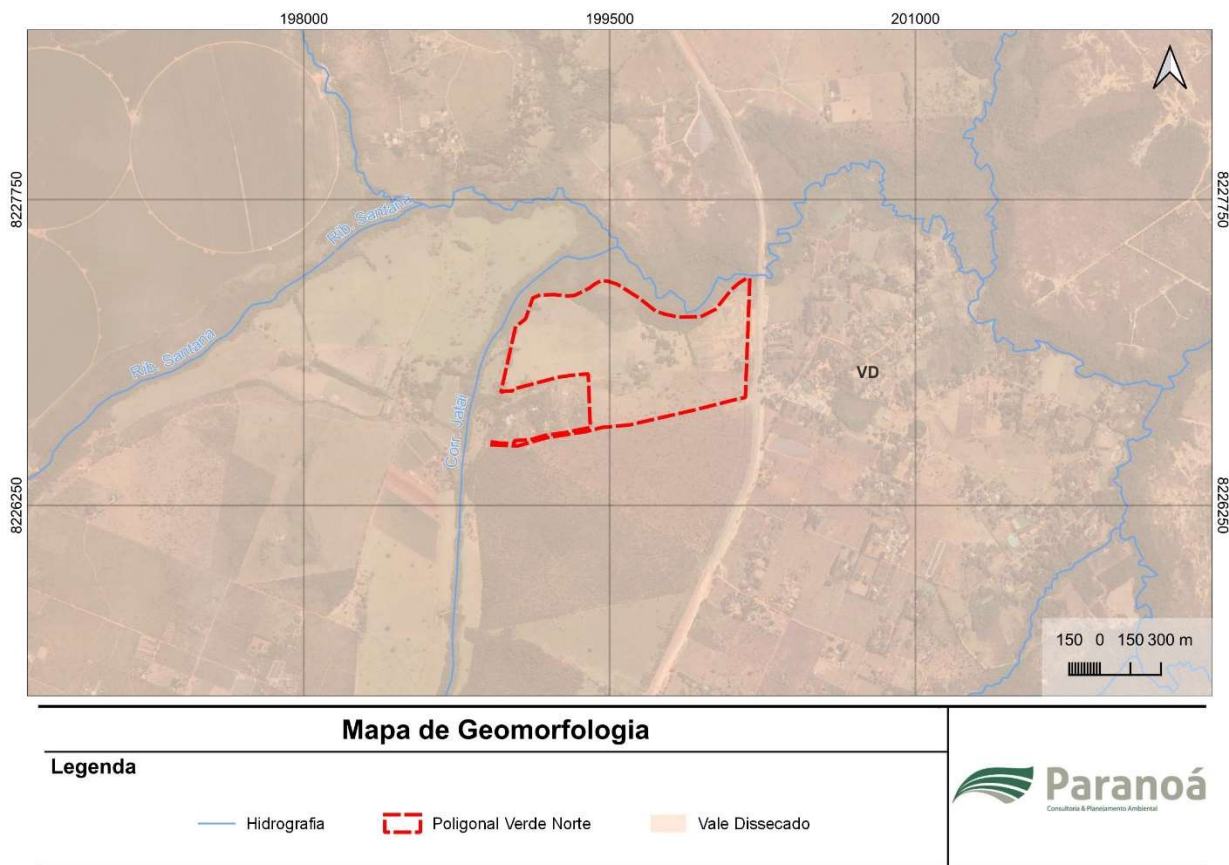 198000 199500 201000
8227750
8227750
Rib. Santana
Rib. Santana
VD
Corr. Jataí
8226250
8226250
150 0 150 300 m
Mapa de Geomorfologia
Legenda
Hidrografia
Poligonal Verde Norte
Vale Dissecado
Paranoá
Consultoria & Planejamento Ambiental